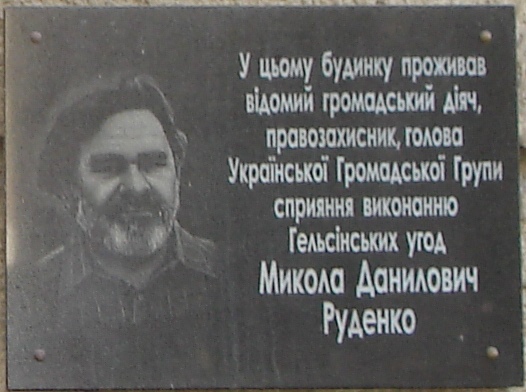 У цьому будинку проживав
відомий громадський діяч,
правозахисник, голова
Української Громадської Групи
сприяння виконанню
Гельсінських угод
Микола Данилович
Руденко